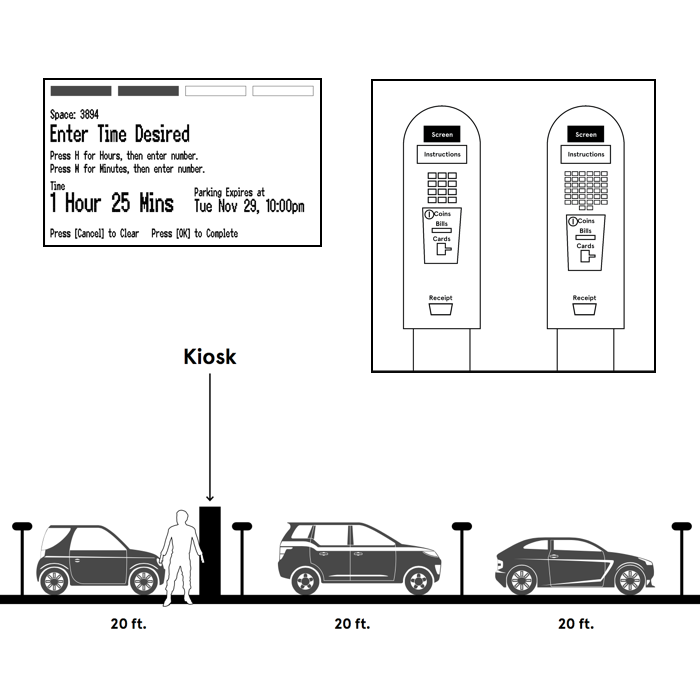 Space: 3894
Enter Time Desired
Press H for Hours, then enter number.
Press M for Minutes, then enter number.
Time
1 Hour 25 Mins
Parking Expires at
Tue Nov 29, 10:00pm
Press [Cancel] to Clear Press [OK] to Complete
Screen
Instructions
Coins
Bills
Cards
Receipt
Screen
Instructions
Coins
Bills
Cards
Receipt
Kiosk
20 ft.
20 ft.
20 ft.